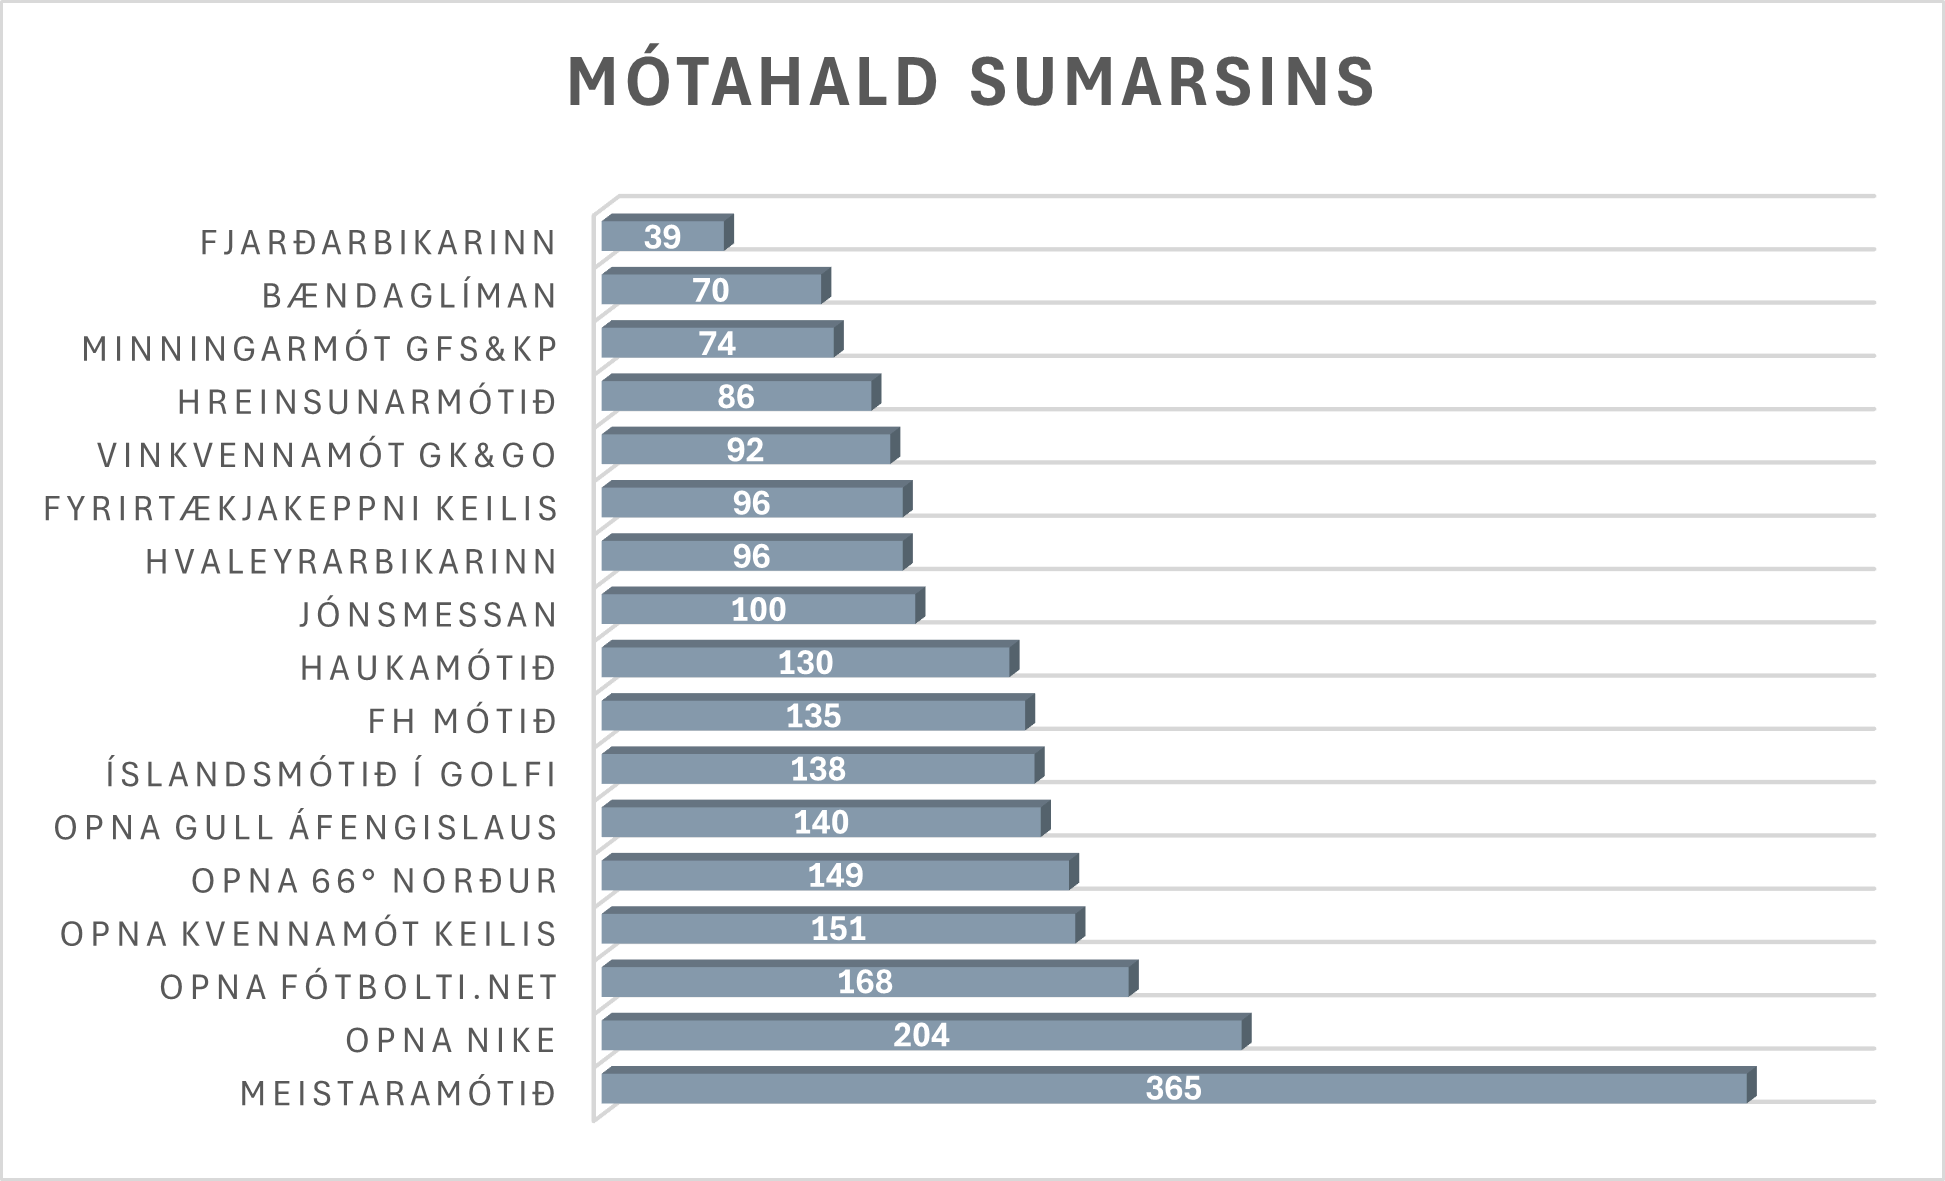 MÓTAHALD SUMARSINS
FJARÐARBIKARINN 39
BÆNDAGLÍMAN 70
MINNINGARMÓT GFS&KP 74
HREINSUNARMÓTIÐ 86
VINKVENNAMÓT GK&GO 92
FYRIRTÆKJAKEPPNI KEILIS 96
HVALEYRARBIKARINN 96
JÓNSMESSAN 100
HAUKAMÓTIÐ 130
FH MÓTIÐ 135
ÍSLANDSMÓTIÐ Í GOLFI 138
OPNA GULL ÁFENGISLAUS 140
OPNA 66° NORÐUR 149
OPNA KVENNAMÓT KEILIS 151
OPNA FÓTBOLTI.NET 168
OPNA NIKE 204
MEISTARAMÓTIÐ 365